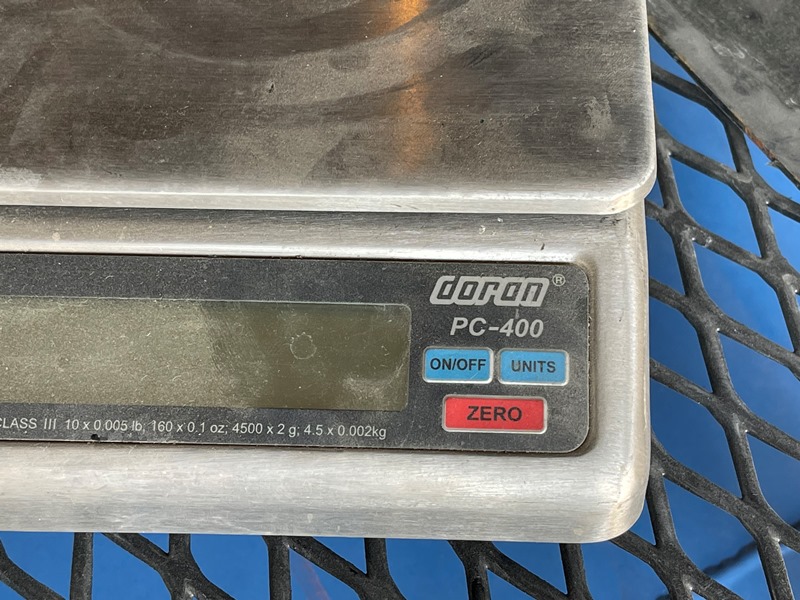 doran®
PC-400
ON/OFF UNITS
ZERO
CLASS III 10 x 0.005 lb; 160 x 0.1 oz; 4500 x 2 g; 4.5 x 0.002kg